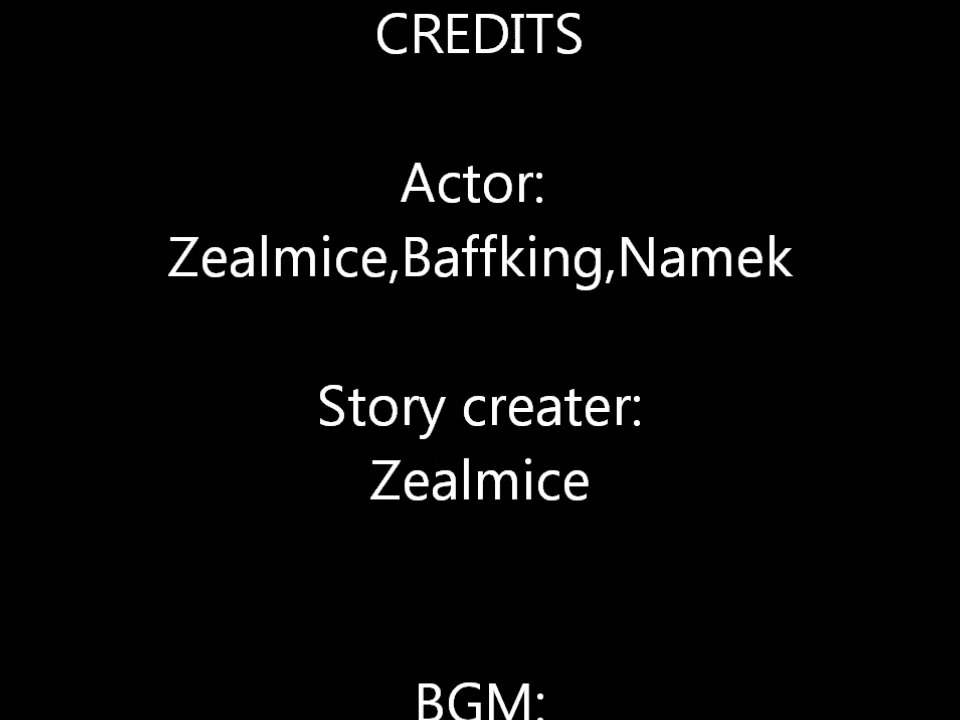 CREDITS
Actor:
Zealmice,Baffking,Namek
Story creater:
Zealmice
BGM: